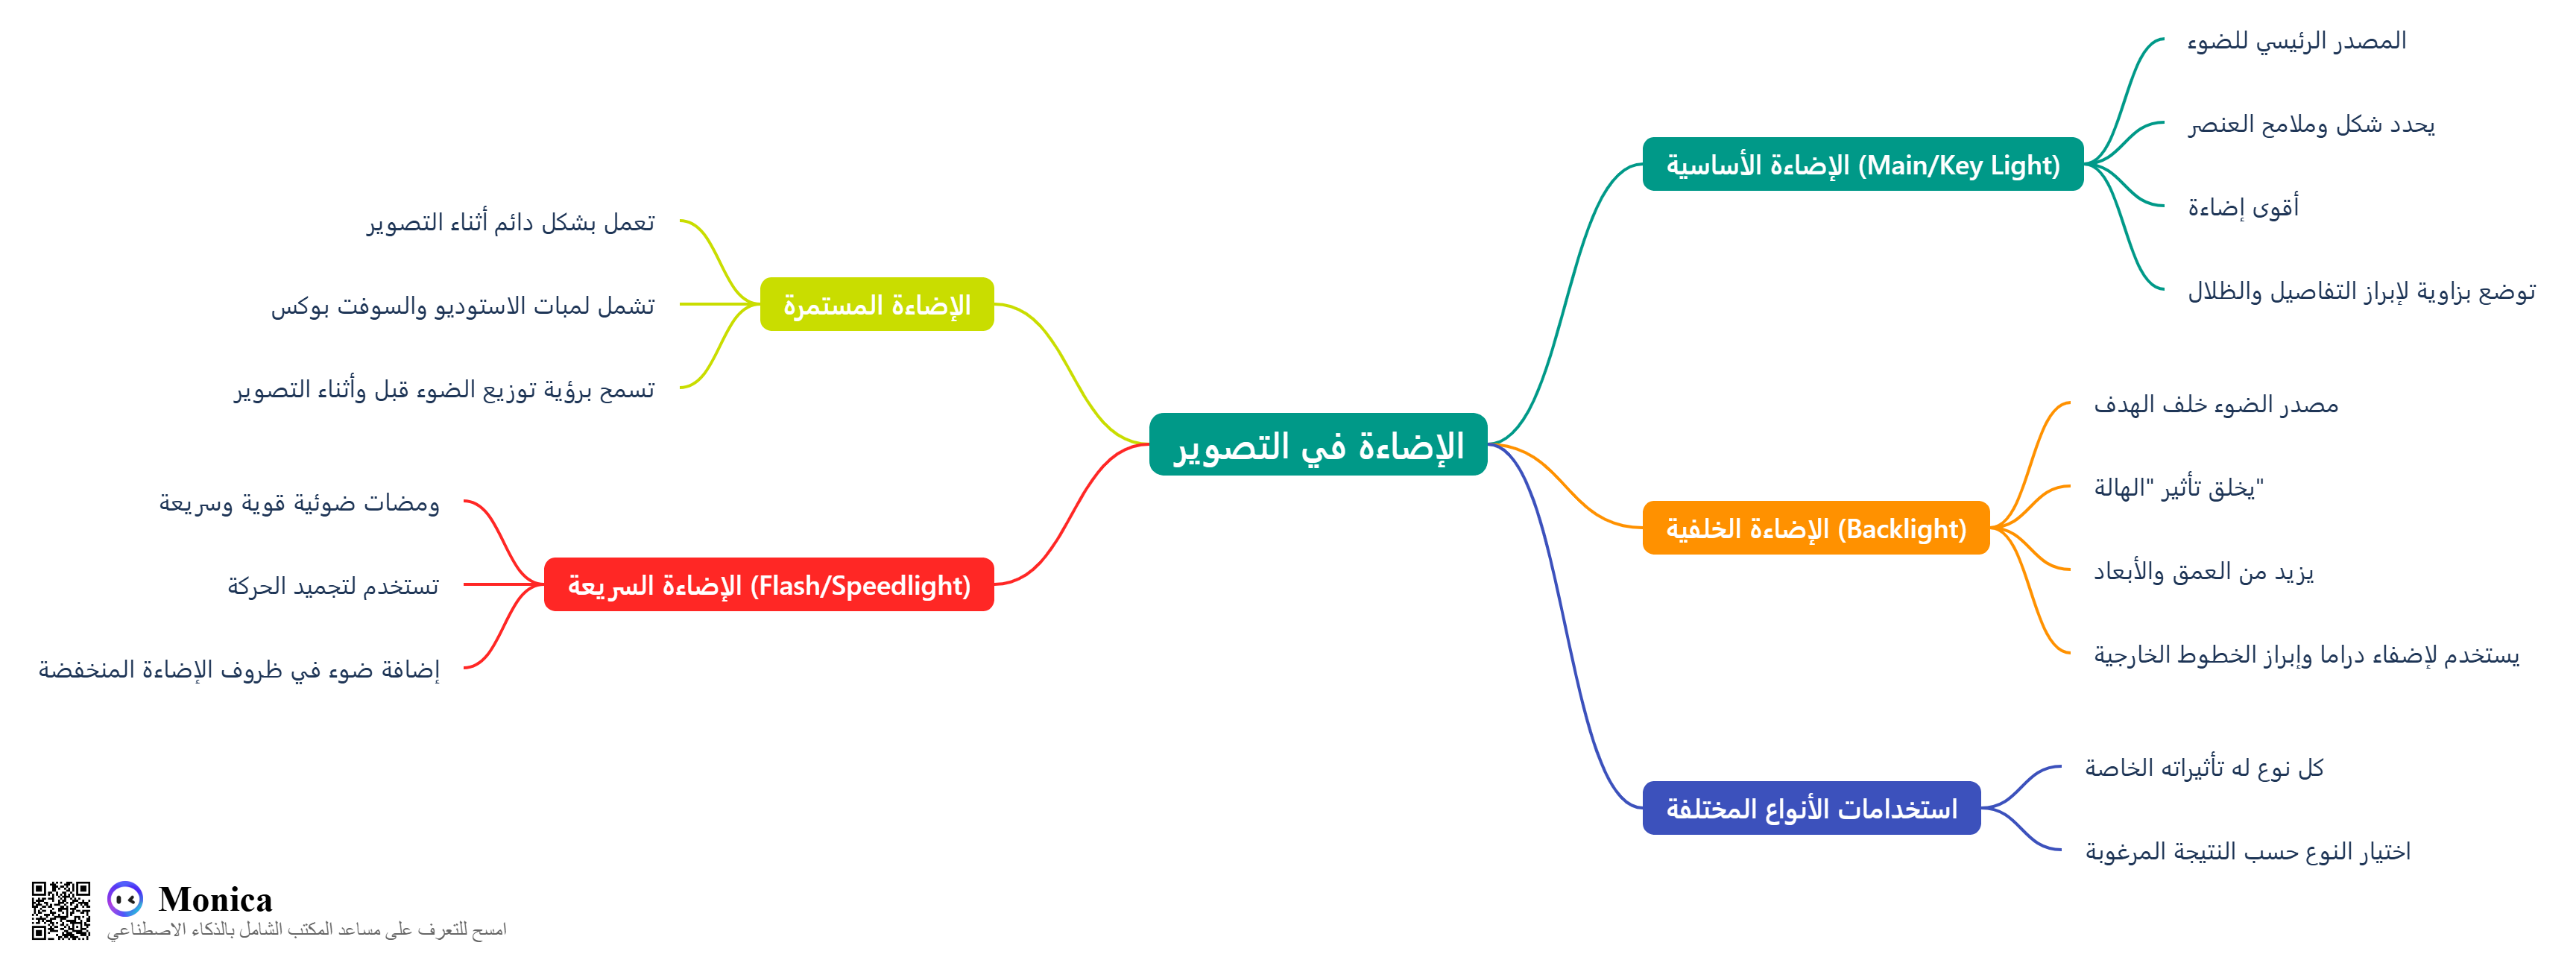 الإضاءة في التصوير
الإضاءة الأساسية (Main/Key Light)
المصدر الرئيسي للضوء
يحدد شكل وملامح العنصر
أقوى إضاءة
توضع بزاوية لإبراز التفاصيل والظلال
الإضاءة الخلفية (Backlight)
مصدر الضوء خلف الهدف
يخلق تأثير "الهالة"
يزيد من العمق والأبعاد
يستخدم لإضفاء دراما وإبراز الخطوط الخارجية
استخدامات الأنواع المختلفة
كل نوع له تأثيراته الخاصة
اختيار النوع حسب النتيجة المرغوبة
الإضاءة المستمرة
تعمل بشكل دائم أثناء التصوير
تشمل لمبات الاستوديو والسوفت بوكس
تسمح برؤية توزيع الضوء قبل وأثناء التصوير
الإضاءة السريعة (Flash/Speedlight)
ومضات ضوئية قوية وسريعة
تستخدم لتجميد الحركة
إضافة ضوء في ظروف الإضاءة المنخفضة
Monica
امسح للتعرف على مساعد المكتب الشامل بالذكاء الاصطناعي